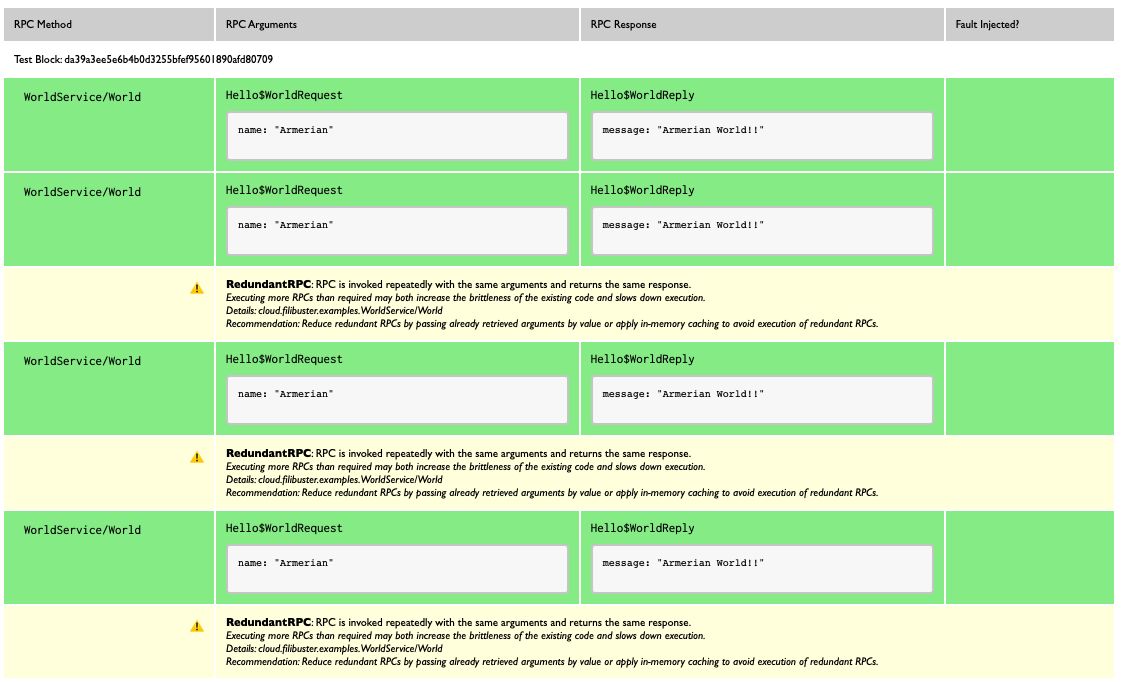 RPC Method RPC Arguments RPC Response Fault Injected?
Test Block: da39a3ee5e6b4b0d3255bfef95601890afd80709
WorldService/World Hello$WorldRequest Hello$WorldReply
name: "Armerian" message: "Armerian World!!"
WorldService/World Hello$WorldRequest Hello$WorldReply
name: "Armerian" message: "Armerian World!!"
RedundantRPC: RPC is invoked repeatedly with the same arguments and returns the same response.
Executing more RPCs than required may both increase the brittleness of the existing code and slows down execution.
Details: cloud.filibuster.examples.WorldService/World
Recommendation: Reduce redundant RPCs by passing already retrieved arguments by value or apply in-memory caching to avoid execution of redundant RPCs.
WorldService/World Hello$WorldRequest Hello$WorldReply
name: "Armerian" message: "Armerian World!!"
RedundantRPC: RPC is invoked repeatedly with the same arguments and returns the same response.
Executing more RPCs than required may both increase the brittleness of the existing code and slows down execution.
Details: cloud.filibuster.examples.WorldService/World
Recommendation: Reduce redundant RPCs by passing already retrieved arguments by value or apply in-memory caching to avoid execution of redundant RPCs.
WorldService/World Hello$WorldRequest Hello$WorldReply
name: "Armerian" message: "Armerian World!!"
RedundantRPC: RPC is invoked repeatedly with the same arguments and returns the same response.
Executing more RPCs than required may both increase the brittleness of the existing code and slows down execution.
Details: cloud.filibuster.examples.WorldService/World
Recommendation: Reduce redundant RPCs by passing already retrieved arguments by value or apply in-memory caching to avoid execution of redundant RPCs.